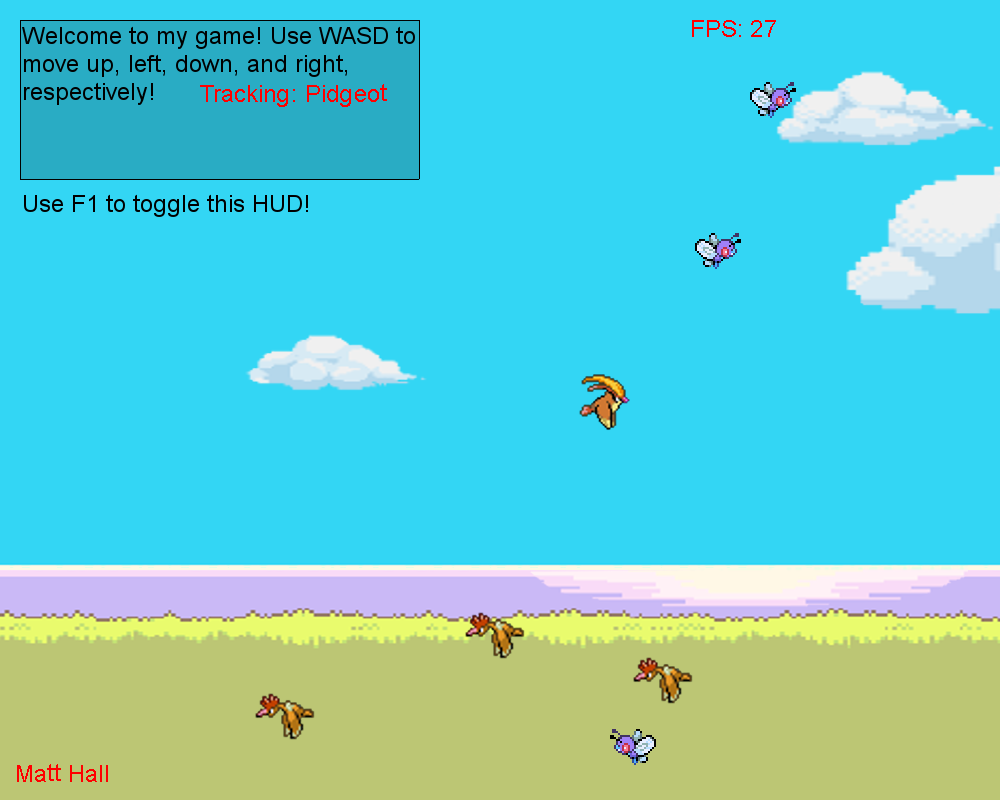 FPS: 27
Welcome to my game! Use WASD to
move up, left, down, and right,
respectively!
Tracking: Pidgeot
Use F1 to toggle this HUD!
Matt Hall